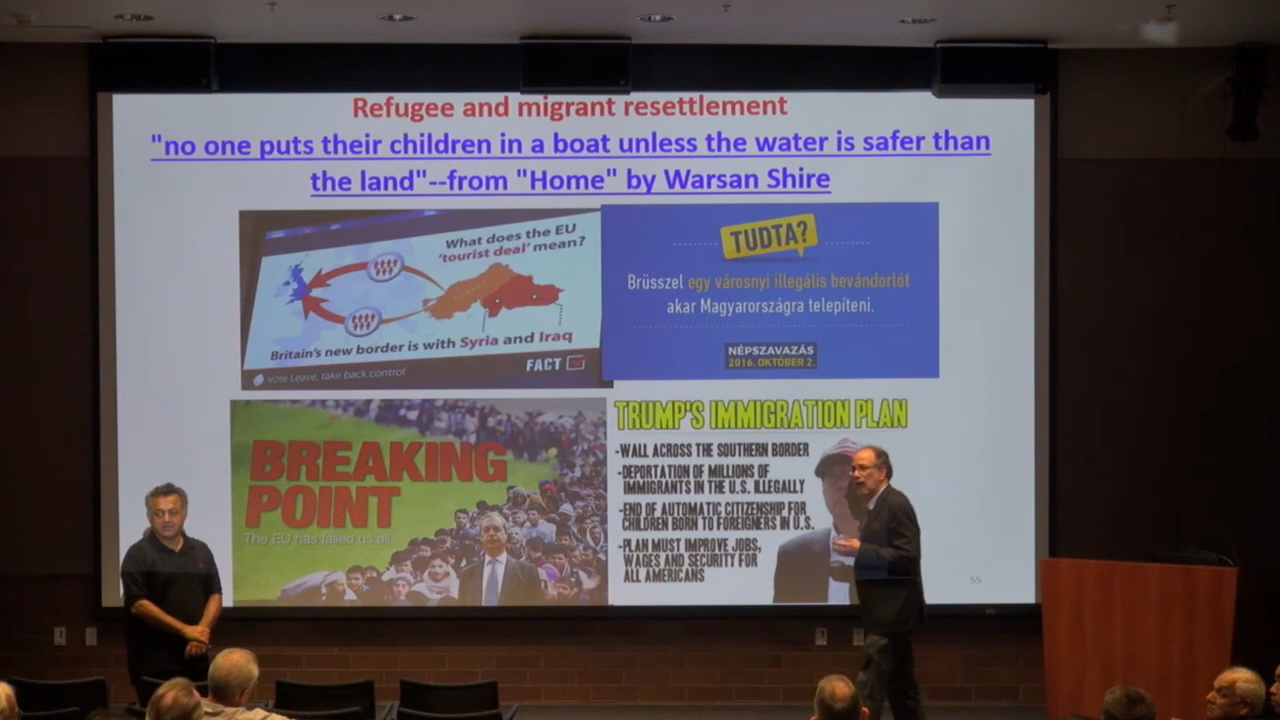 Refugee and migrant resettlement
"no one puts their children in a boat unless the water is safer than
the land"--from "Home" by Warsan Shire
What does the EU
'tourist deal' mean?
Britain's new border is with Syria and Iraq
FACT
Vote Leave, take back control
TUDTA?
Brüsszel egy városnyi illegális bevándorlót
akar Magyarországra telepíteni.
NÉPSZAVAZÁS
2016. OKTÓBER 2.
BREAKING
POINT
The EU has failed us all
TRUMP'S IMMIGRATION PLAN
-WALL ACROSS THE SOUTHERN BORDER
-DEPORTATION OF MILLIONS OF
IMMIGRANTS IN THE U.S. ILLEGALLY
-END OF AUTOMATIC CITIZENSHIP FOR
CHILDREN BORN TO FOREIGNERS IN U.S.
-PLAN MUST IMPROVE JOBS,
WAGES AND SECURITY FOR
ALL AMERICANS
55